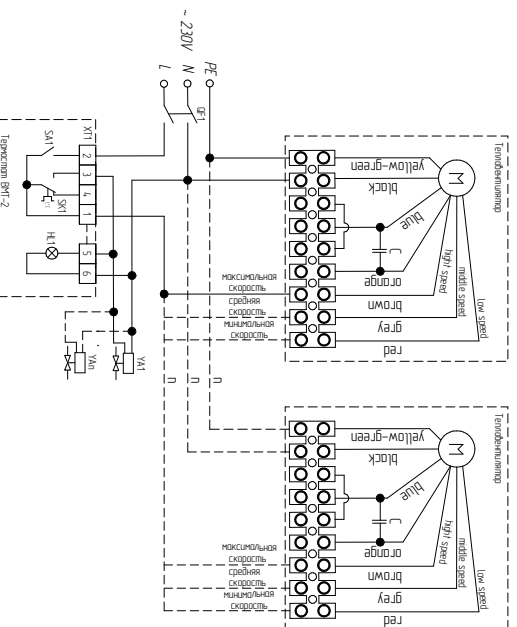 ~ 230V
L
N
PE
QF1
Тепловентилятор
M
yellow-green
black
blue
C
orange
hight speed
middle speed
low speed
brown
grey
red
максимальная
скорость
средняя
скорость
минимальная
скорость
n
n
n
Тепловентилятор
M
yellow-green
black
blue
C
orange
hight speed
middle speed
low speed
brown
grey
red
максимальная
скорость
средняя
скорость
минимальная
скорость
XT1
2
3
4
1
5
6
SA1
SK1
HL1
Термостат ВМТ-2
YA1
YAn